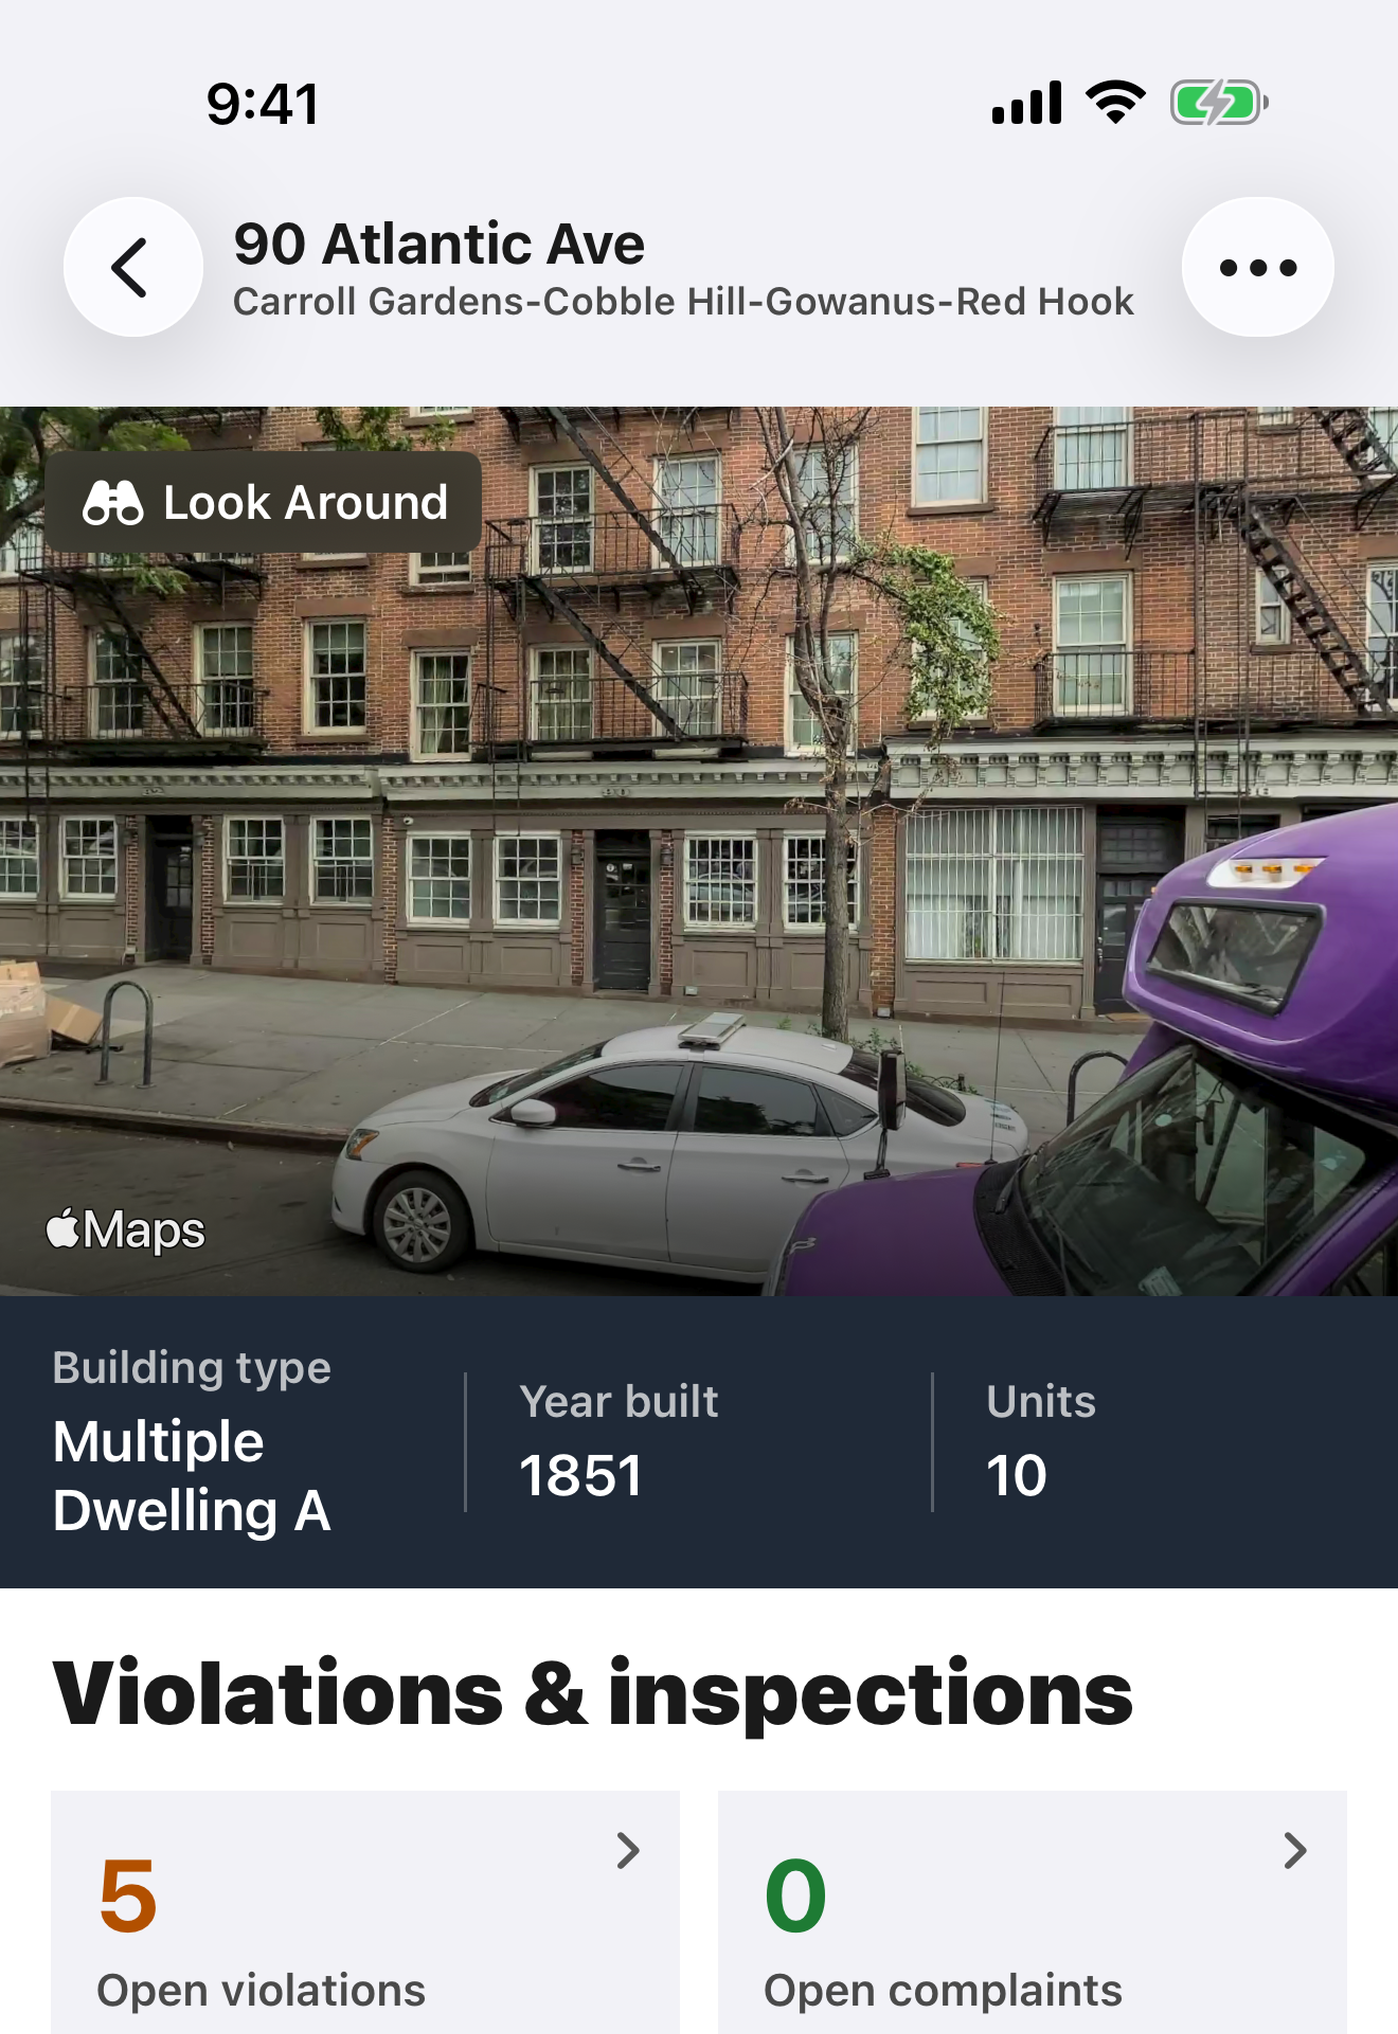 9:41
90 Atlantic Ave
Carroll Gardens-Cobble Hill-Gowanus-Red Hook
Look Around
Maps
Building type
Multiple
Dwelling A
Year built
1851
Units
10
Violations & inspections
5
Open violations
0
Open complaints